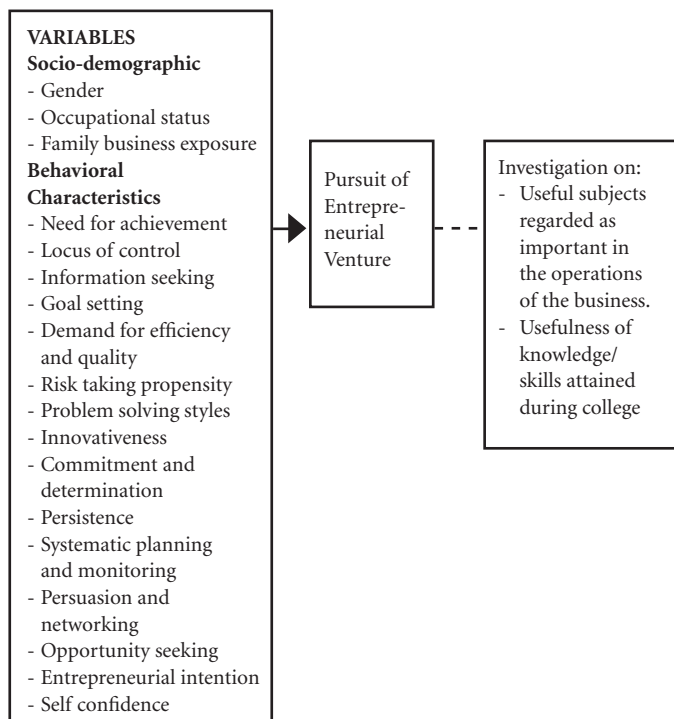 VARIABLES
Socio-demographic
- Gender
- Occupational status
- Family business exposure
Behavioral
Characteristics
- Need for achievement
- Locus of control
- Information seeking
- Goal setting
- Demand for efficiency
and quality
- Risk taking propensity
- Problem solving styles
- Innovativeness
- Commitment and
determination
- Persistence
- Systematic planning
and monitoring
- Persuasion and
networking
- Opportunity seeking
- Entrepreneurial intention
- Self confidence
Pursuit of
Entrepre-
neurial
Venture
Investigation on:
- Useful subjects
regarded as
important in
the operations
of the business.
- Usefulness of
knowledge/
skills attained
during college